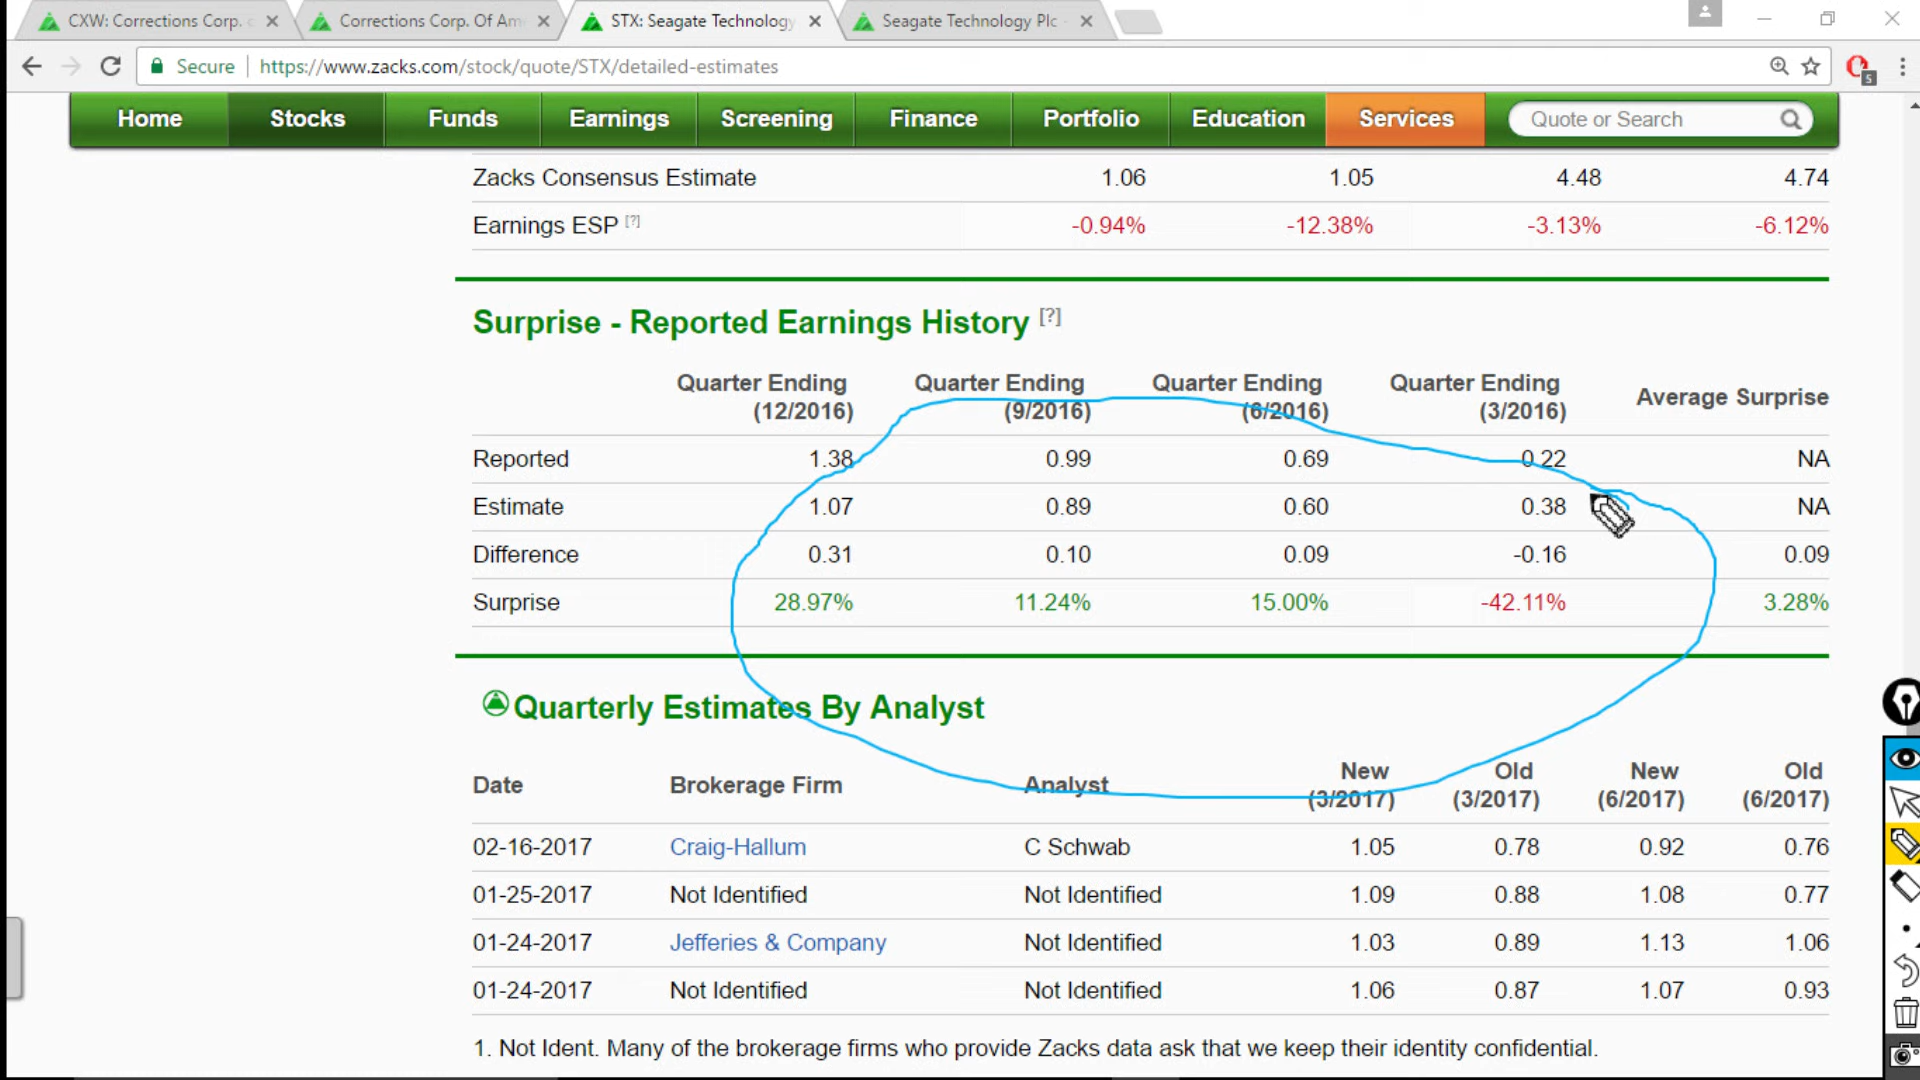 CXW: Corrections Corp.
Corrections Corp. Of Am
STX: Seagate Technology
Seagate Technology Plc
Secure
https://www.zacks.com/stock/quote/STX/detailed-estimates
5
Home Stocks Funds Earnings Screening Finance Portfolio Education Services Quote or Search
Zacks Consensus Estimate 1.06 1.05 4.48 4.74
Earnings ESP [?] -0.94% -12.38% -3.13% -6.12%
Surprise - Reported Earnings History [?]
Quarter Ending (12/2016) Quarter Ending (9/2016) Quarter Ending (6/2016) Quarter Ending (3/2016) Average Surprise
Reported 1.38 0.99 0.69 0.22 NA
Estimate 1.07 0.89 0.60 0.38 NA
Difference 0.31 0.10 0.09 -0.16 0.09
Surprise 28.97% 11.24% 15.00% -42.11% 3.28%
Quarterly Estimates By Analyst
Date Brokerage Firm Analyst New (3/2017) Old (3/2017) New (6/2017) Old (6/2017)
02-16-2017 Craig-Hallum C Schwab 1.05 0.78 0.92 0.76
01-25-2017 Not Identified Not Identified 1.09 0.88 1.08 0.77
01-24-2017 Jefferies & Company Not Identified 1.03 0.89 1.13 1.06
01-24-2017 Not Identified Not Identified 1.06 0.87 1.07 0.93
1. Not Ident. Many of the brokerage firms who provide Zacks data ask that we keep their identity confidential.